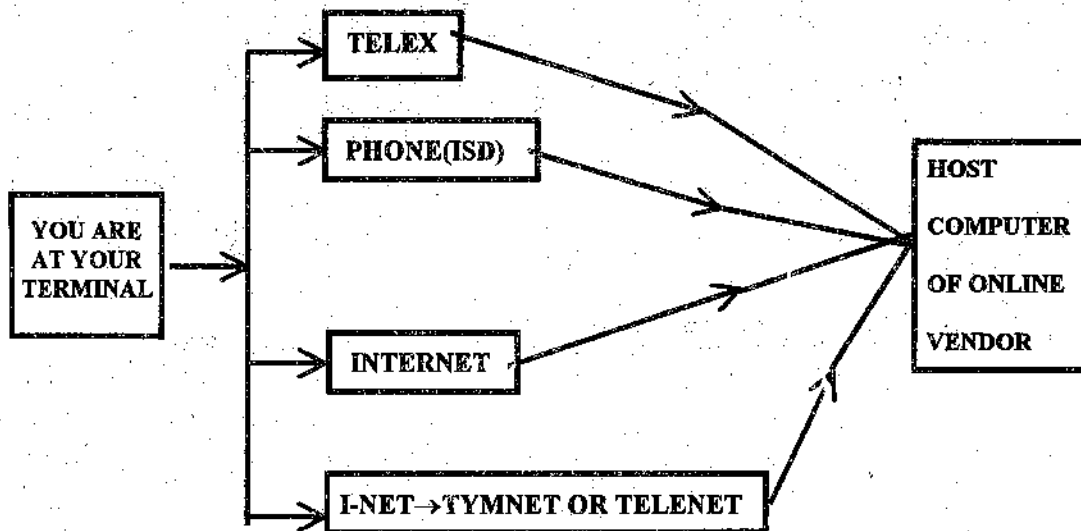 TELEX
PHONE(ISD)
YOU ARE
AT YOUR
TERMINAL
INTERNET
I-NET→TYMNET OR TELENET
HOST
COMPUTER
OF ONLINE
VENDOR